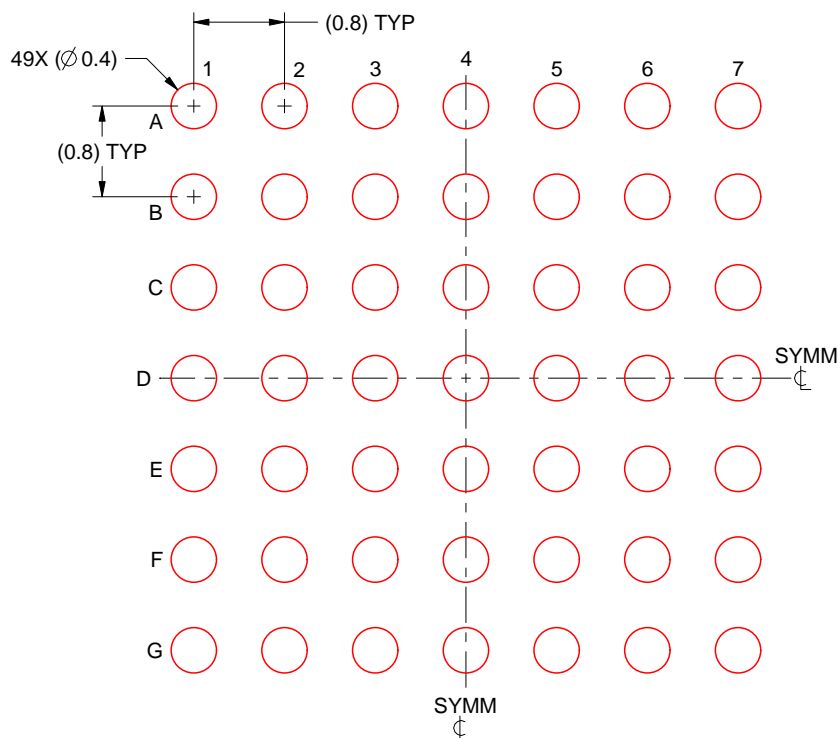 (0.8) TYP
49X (∅ 0.4)
1 2 3 4 5 6 7
A
(0.8) TYP
B
C
D
SYMM
℄
E
F
G
SYMM
℄